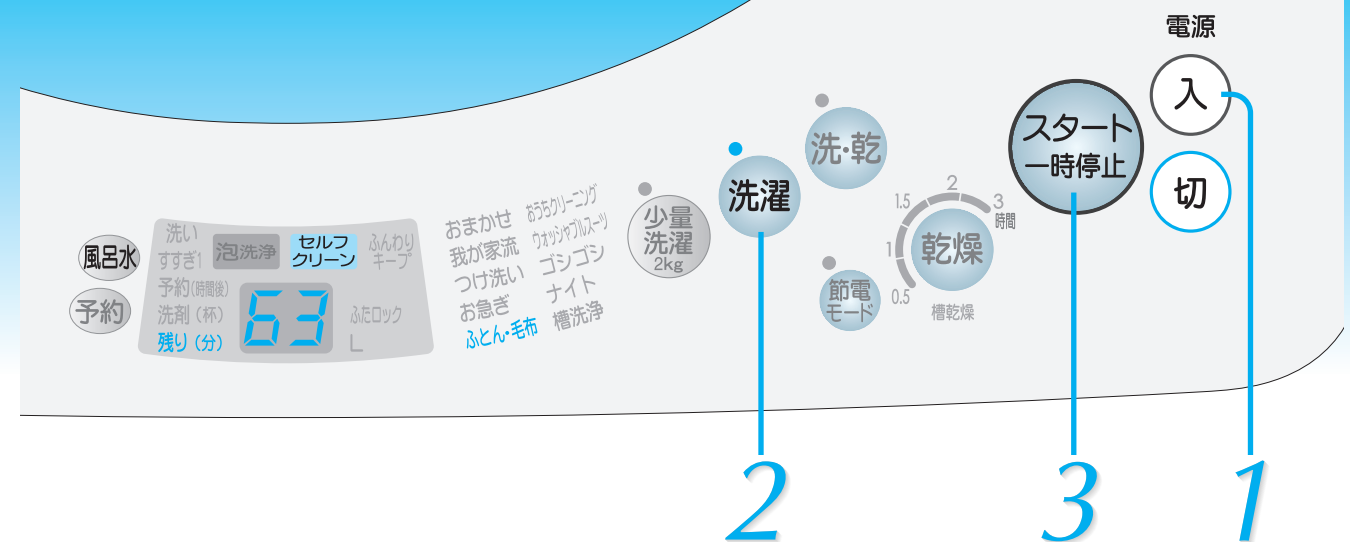 電源
入
切
スタート
一時停止
洗・乾
洗濯
少量
洗濯
2kg
乾燥
0.5
1
1.5
2
3
時間
槽乾燥
節電
モード
おまかせ
我が家流
つけ洗い
お急ぎ
ふとん・毛布
おうちクリーニング
ウォッシャブルスーツ
ゴシゴシ
ナイト
槽洗浄
風呂水
予約
洗い
すすぎ1
予約(時間後)
洗剤(杯)
残り(分)
泡洗浄
セルフ
クリーン
ふんわり
キープ
63
ふたロック
L
2
3
1